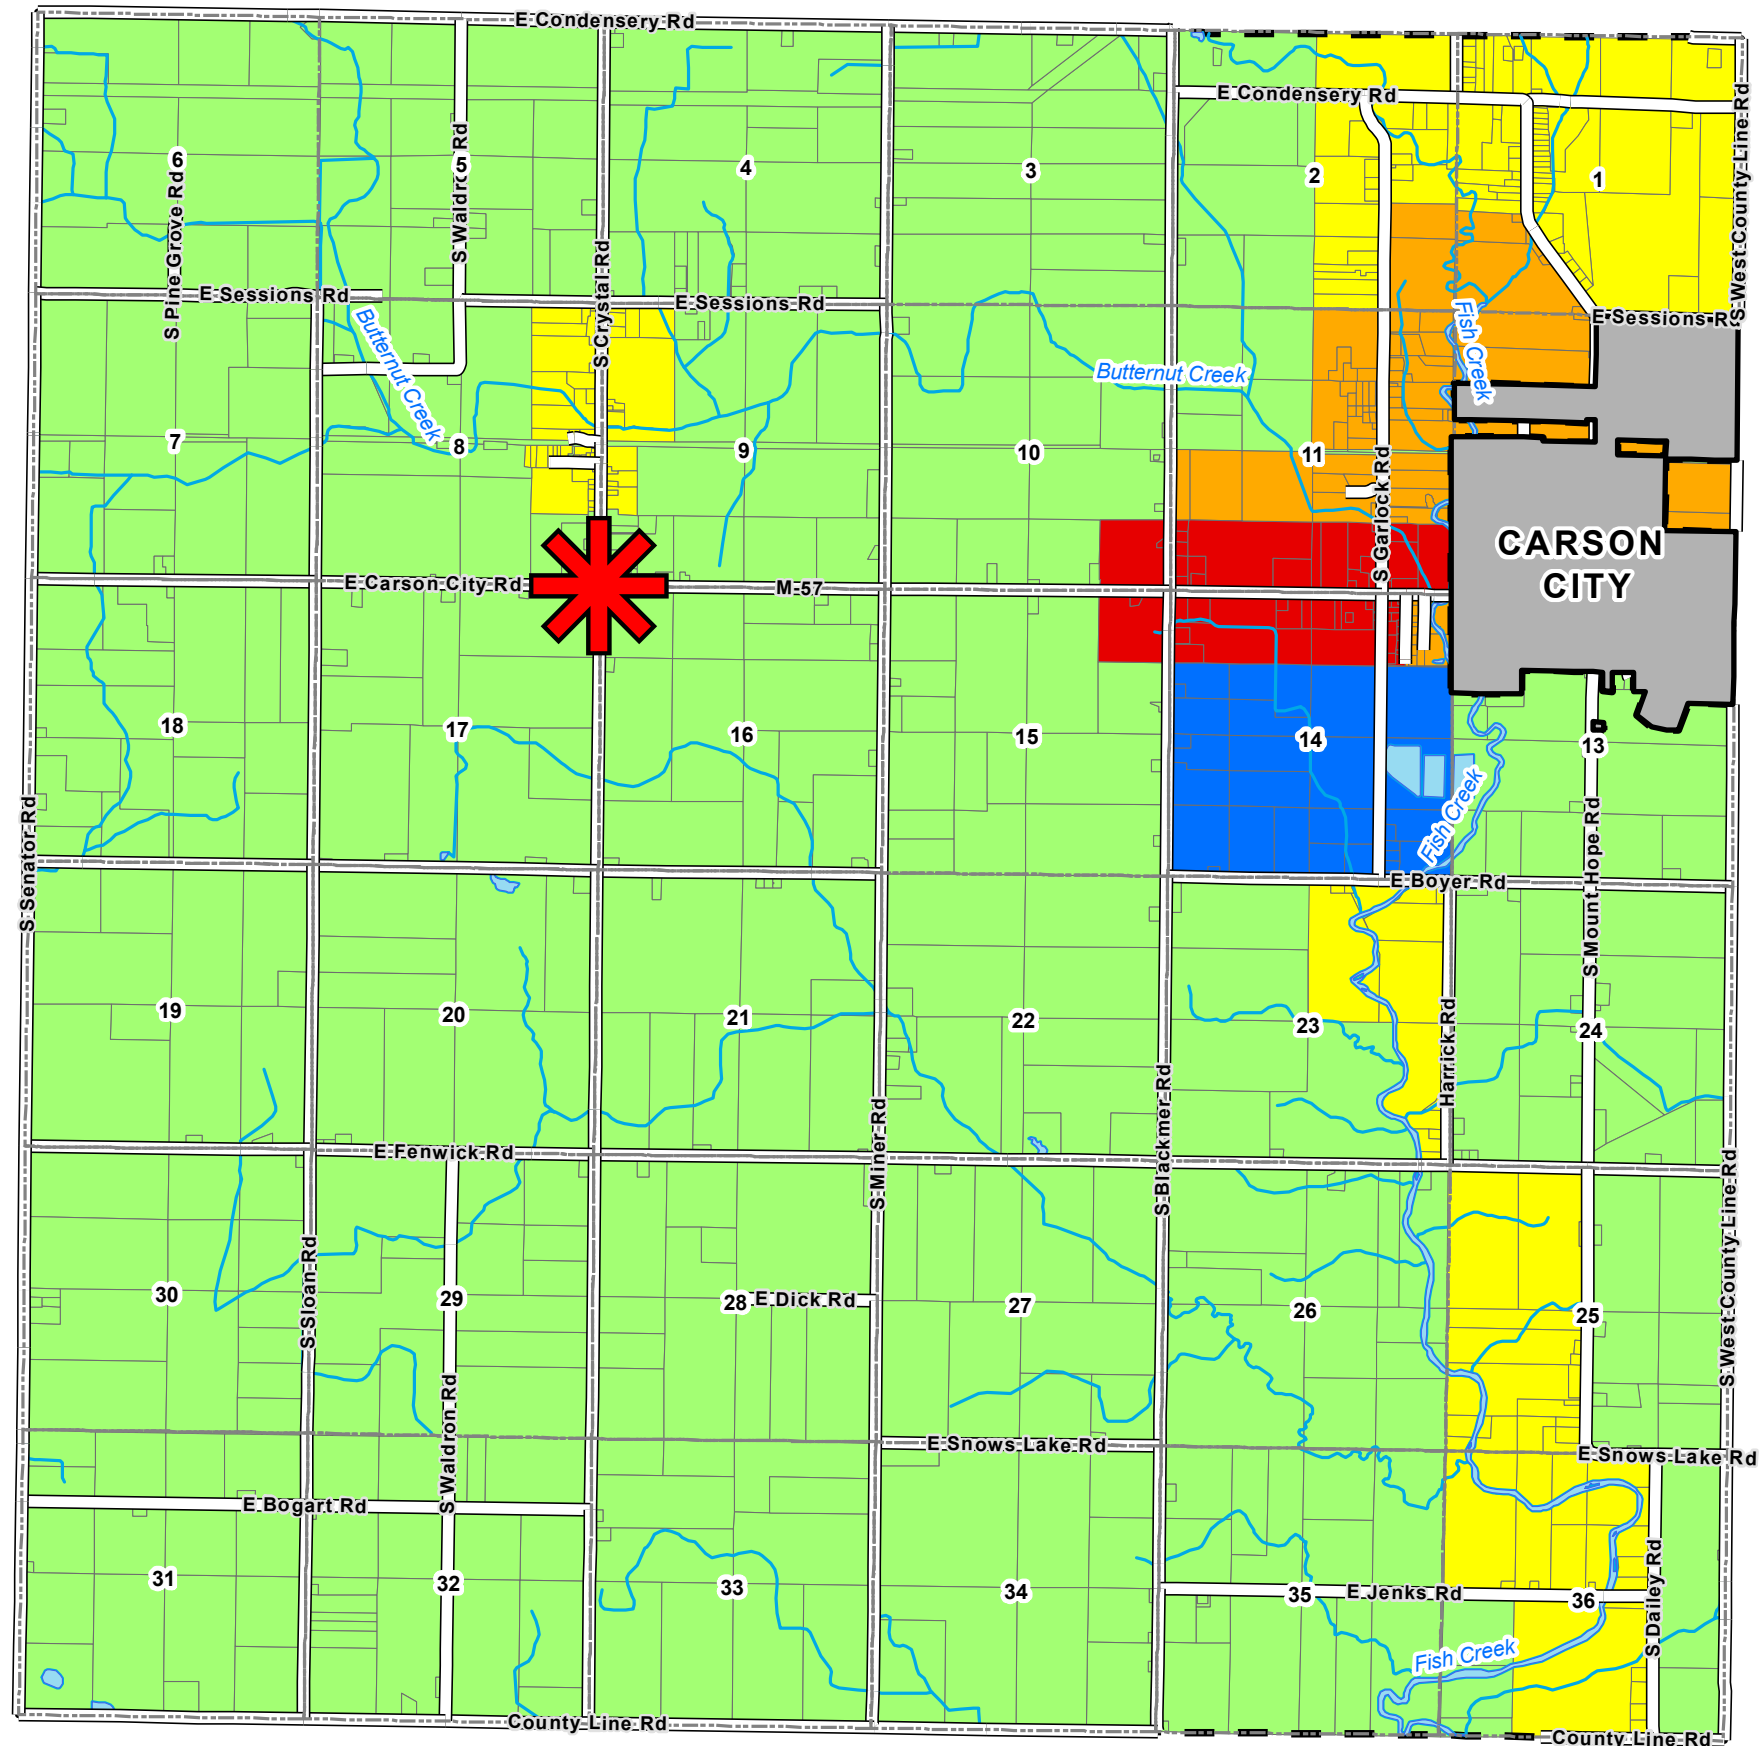 E Condensery Rd
E Condensery Rd
S West County Line Rd
6
5
4
3
2
1
S Pine Grove Rd
S Waldron Rd
S Crystal Rd
E Sessions Rd
E Sessions Rd
E Sessions Rd
Butternut Creek
Butternut Creek
Fish Creek
7
8
9
10
11
S Garlock Rd
CARSON
CITY
E Carson City Rd
M-57
18
17
16
15
14
13
S Senator Rd
Fish Creek
S Mount Hope Rd
E Boyer Rd
19
20
21
22
23
24
Harrick Rd
E Fenwick Rd
S Miner Rd
S Blackmer Rd
S West County Line Rd
S Sloan Rd
30
29
28
E Dick Rd
27
26
25
S Waldron Rd
E Snows Lake Rd
E Snows Lake Rd
E Bogart Rd
31
32
33
34
35
E Jenks Rd
36
S Dailey Rd
Fish Creek
County Line Rd
County Line Rd